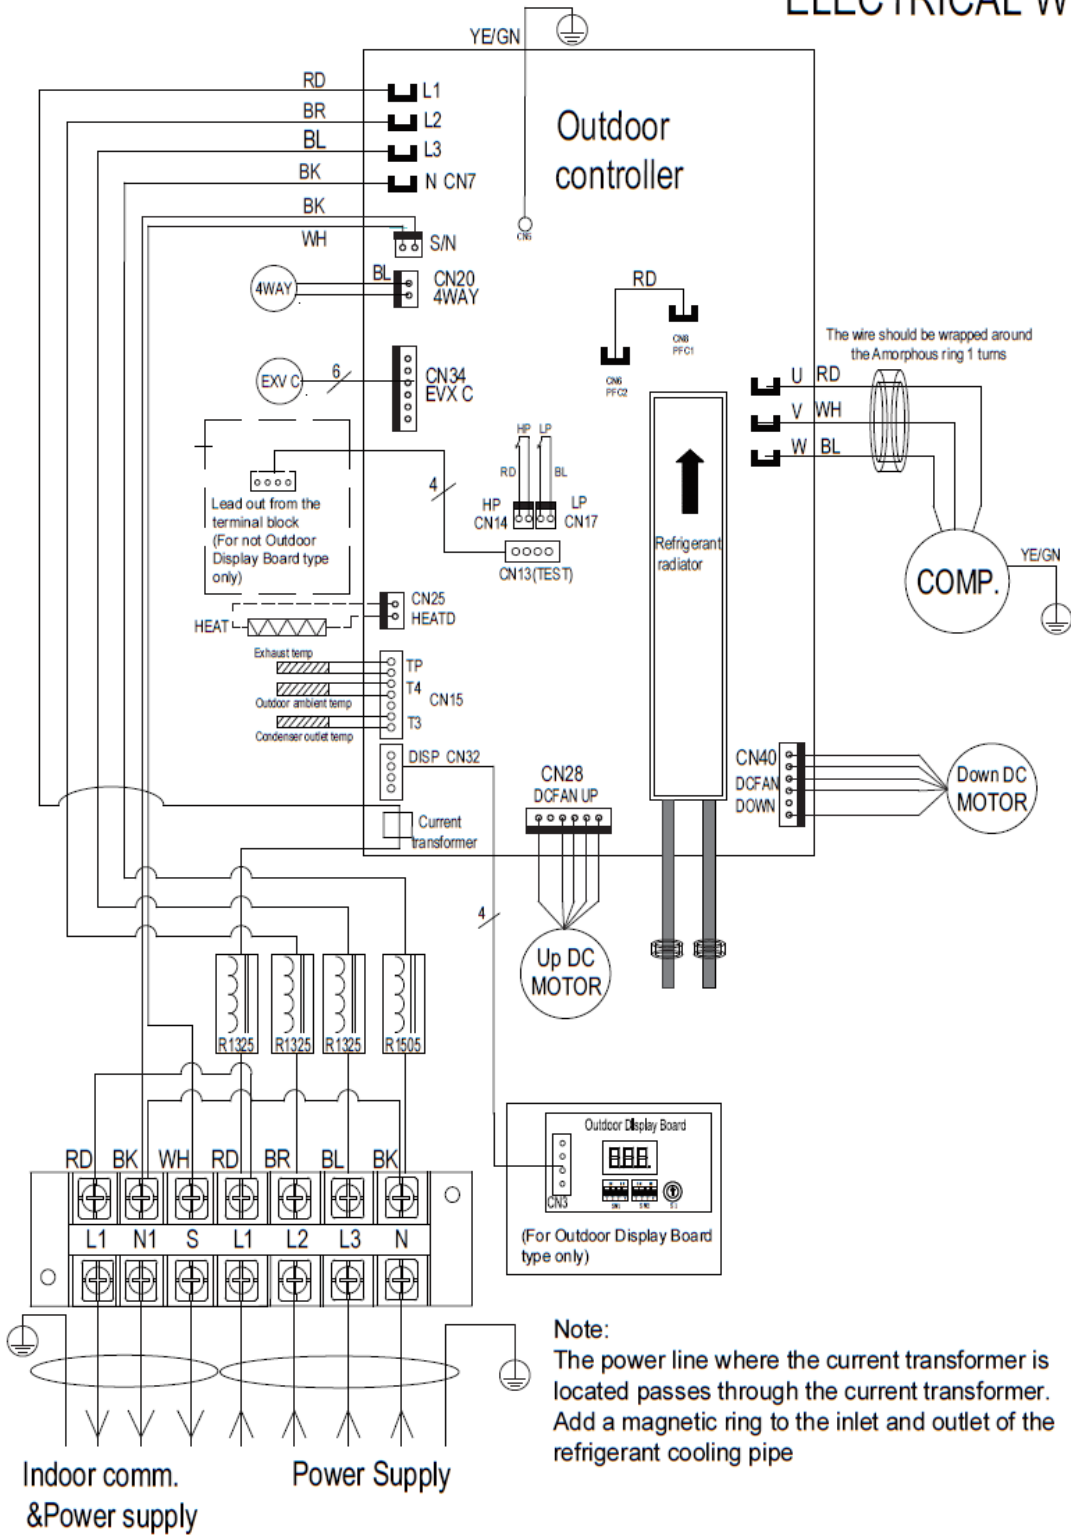 ELECTRICAL W
YE/GN
RD
L1
BR
L2
BL
L3
BK
N CN7
BK
WH
S/N
Outdoor
controller
CN5
4WAY
BL
CN20
4WAY
RD
CN8
PFC1
CN6
PFC2
EXV C
6
CN34
EVX C
The wire should be wrapped around
the Amorphous ring 1 turns
U RD
V WH
W BL
HP LP
RD BL
HP
CN14
LP
CN17
4
CN13(TEST)
Lead out from the
terminal block
(For not Outdoor
Display Board type
only)
Refrigerant
radiator
COMP.
YE/GN
HEAT
CN25
HEATD
Exhaust temp
TP
T4
CN15
Outdoor ambient temp
T3
Condenser outlet temp
DISP CN32
Current
transformer
CN28
DCFAN UP
CN40
DCFAN
DOWN
Down DC
MOTOR
4
Up DC
MOTOR
R1325 R1325 R1325 R1505
RD BK WH RD BR BL BK
L1 N1 S L1 L2 L3 N
Outdoor Display Board
CN3
SW1 SW2 S1
(For Outdoor Display Board
type only)
Indoor comm.
&Power supply
Power Supply
Note:
The power line where the current transformer is
located passes through the current transformer.
Add a magnetic ring to the inlet and outlet of the
refrigerant cooling pipe